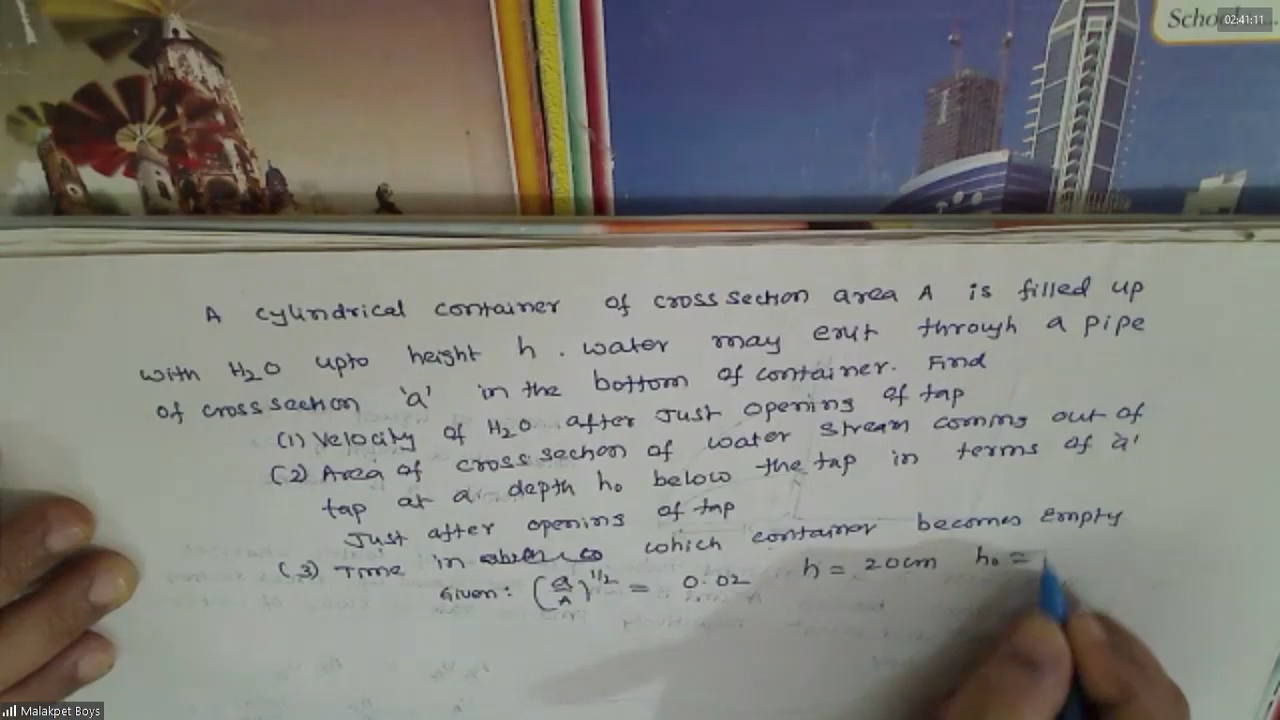 School
02:41:11
A cylindrical container of cross section area A is filled up
with H₂O upto height h. water may exit through a pipe
of cross section 'a' in the bottom of container. Find
(1) Velocity of H₂O after Just opening of tap
(2) Area of cross section of water stream coming out of
tap at a depth h₀ below the tap in terms of 'a'
Just after opening of tap
(3) Time in which container becomes empty
Given: (a/A)^1/2 = 0.02 h = 20cm h₀ =
Malakpet Boys